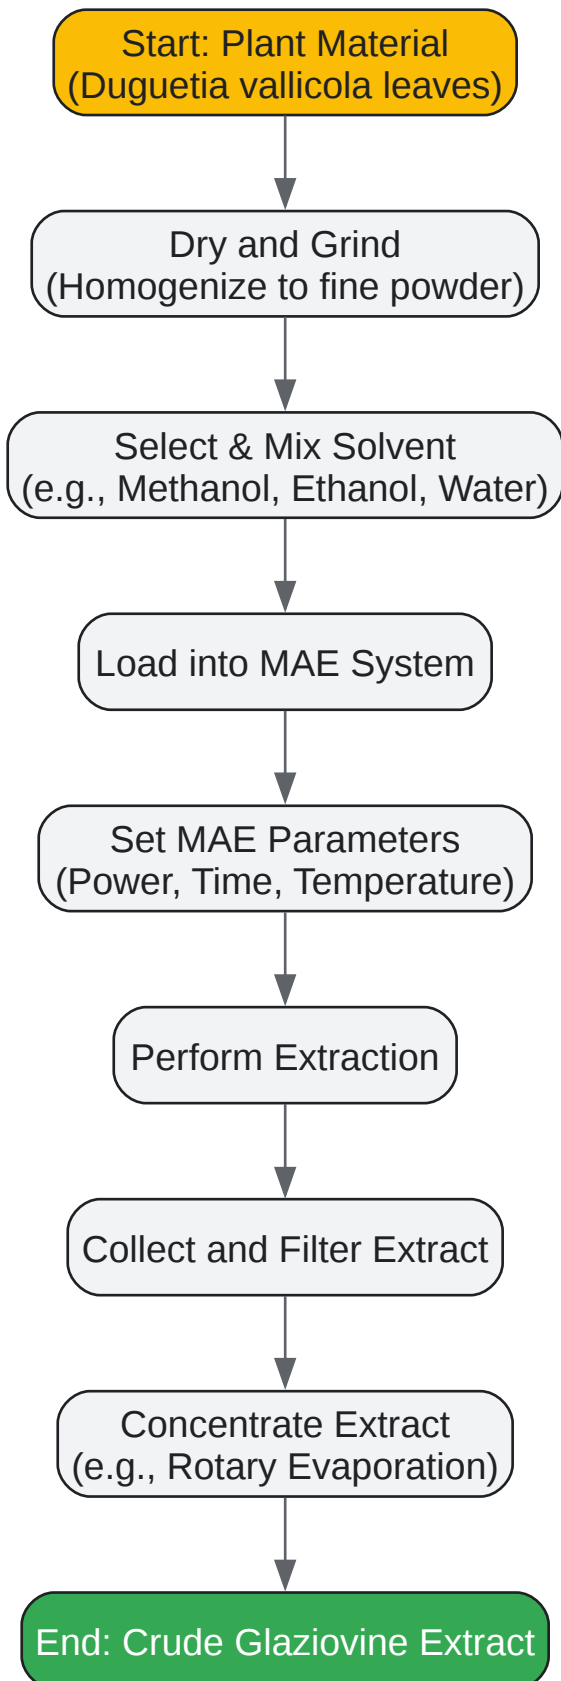 Start: Plant Material
(Duguetia vallicola leaves)
Dry and Grind
(Homogenize to fine powder)
Select & Mix Solvent
(e.g., Methanol, Ethanol, Water)
Load into MAE System
Set MAE Parameters
(Power, Time, Temperature)
Perform Extraction
Collect and Filter Extract
Concentrate Extract
(e.g., Rotary Evaporation)
End: Crude Glaziovine Extract